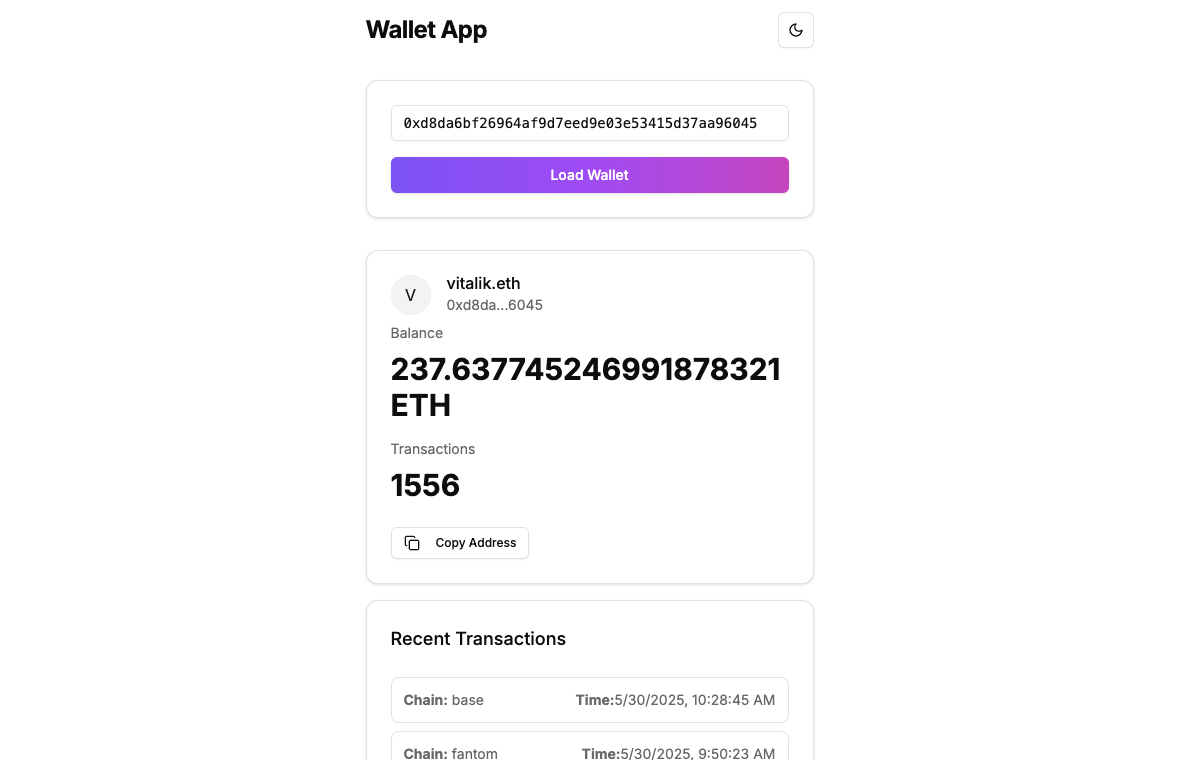 Wallet App
0xd8da6bf26964af9d7eed9e03e53415d37aa96045
Load Wallet
V
vitalik.eth
0xd8da...6045
Balance
237.637745246991878321
ETH
Transactions
1556
Copy Address
Recent Transactions
Chain: base Time:5/30/2025, 10:28:45 AM
Chain: fantom Time:5/30/2025, 9:50:23 AM